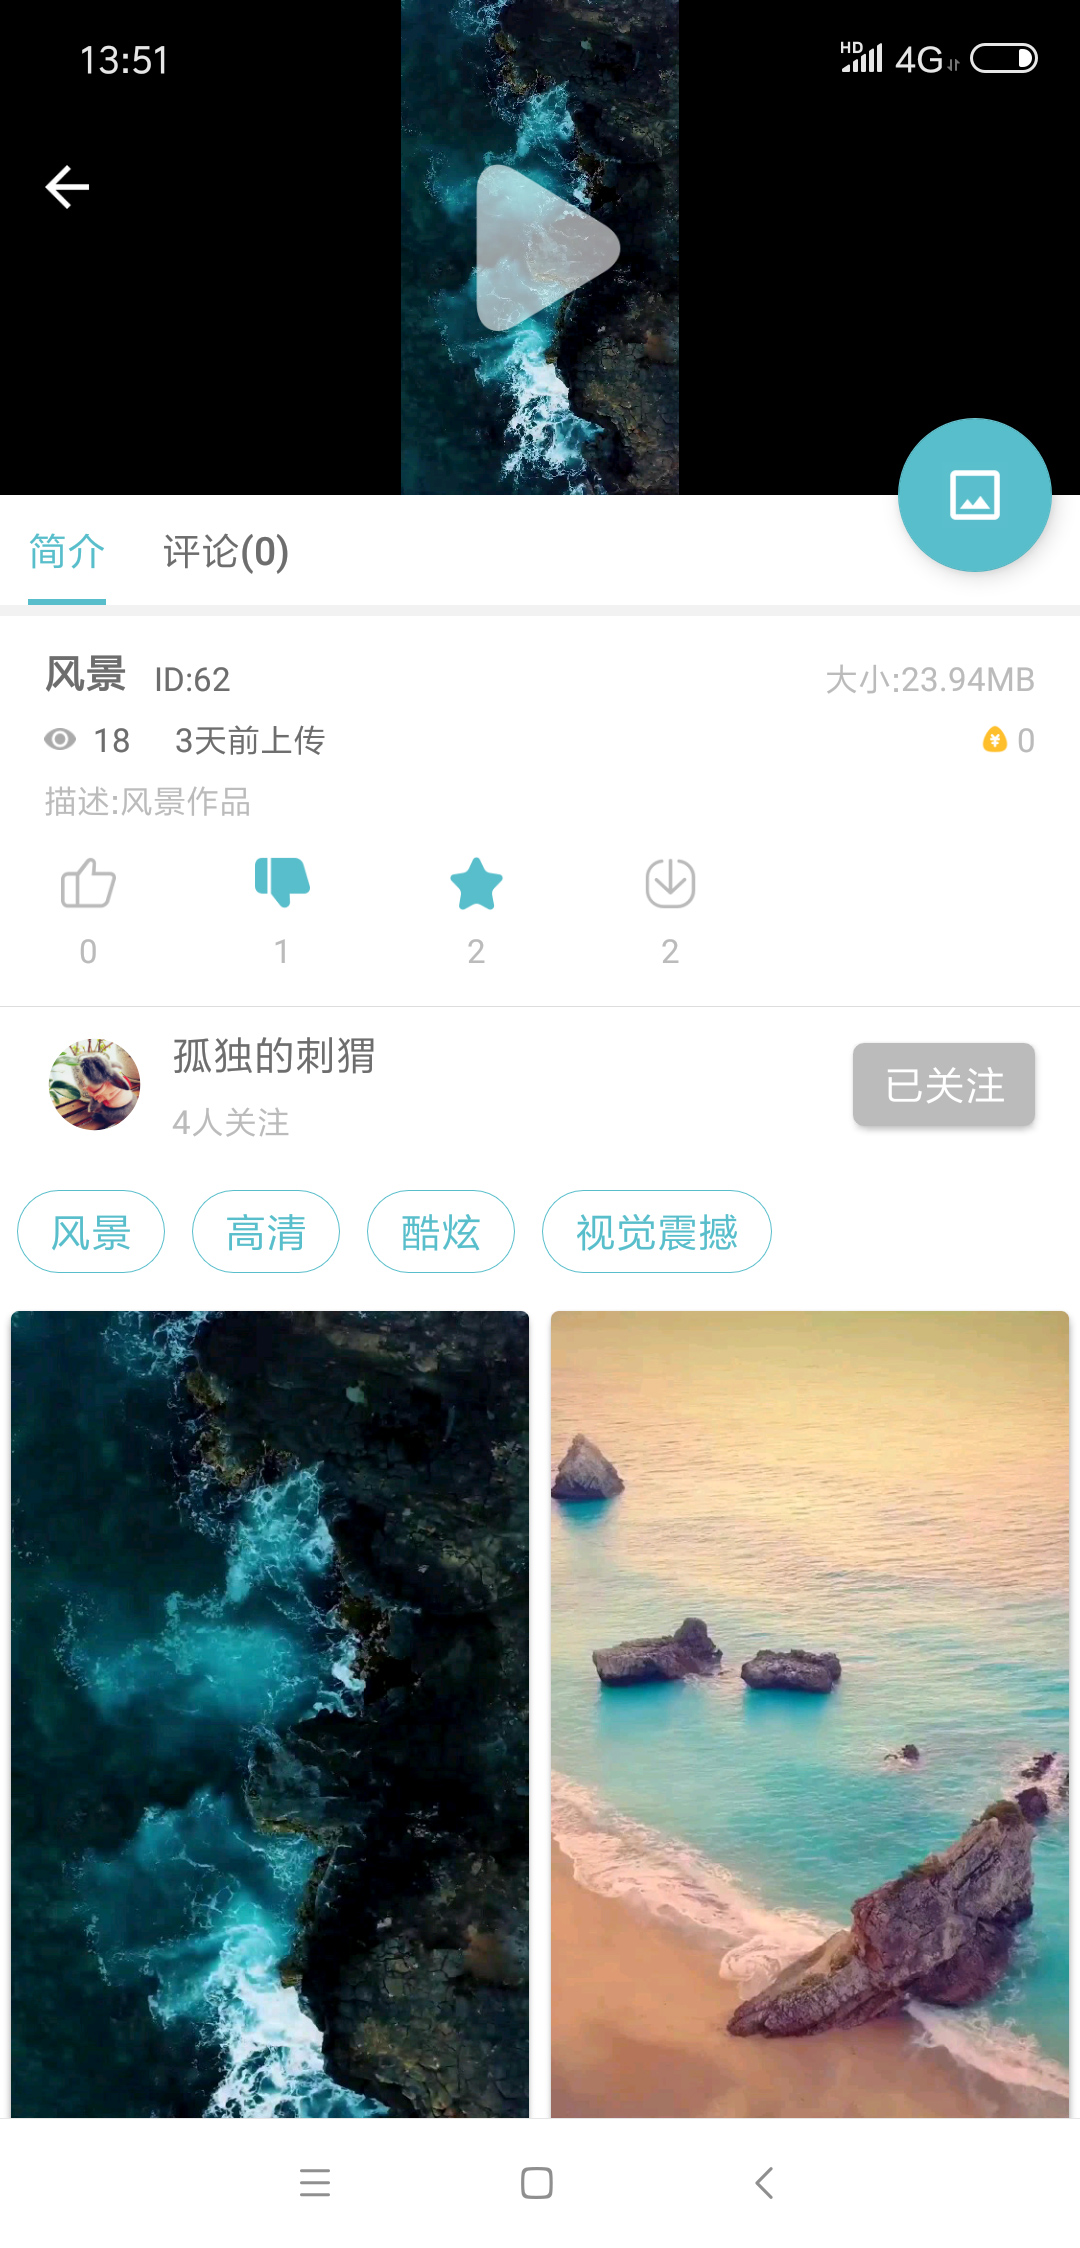 13:51
HD 4G
简介 评论(0)
风景 ID:62 大小:23.94MB
18 3天前上传 ¥ 0
描述:风景作品
0 1 2 2
孤独的刺猬
4人关注
已关注
风景 高清 酷炫 视觉震撼